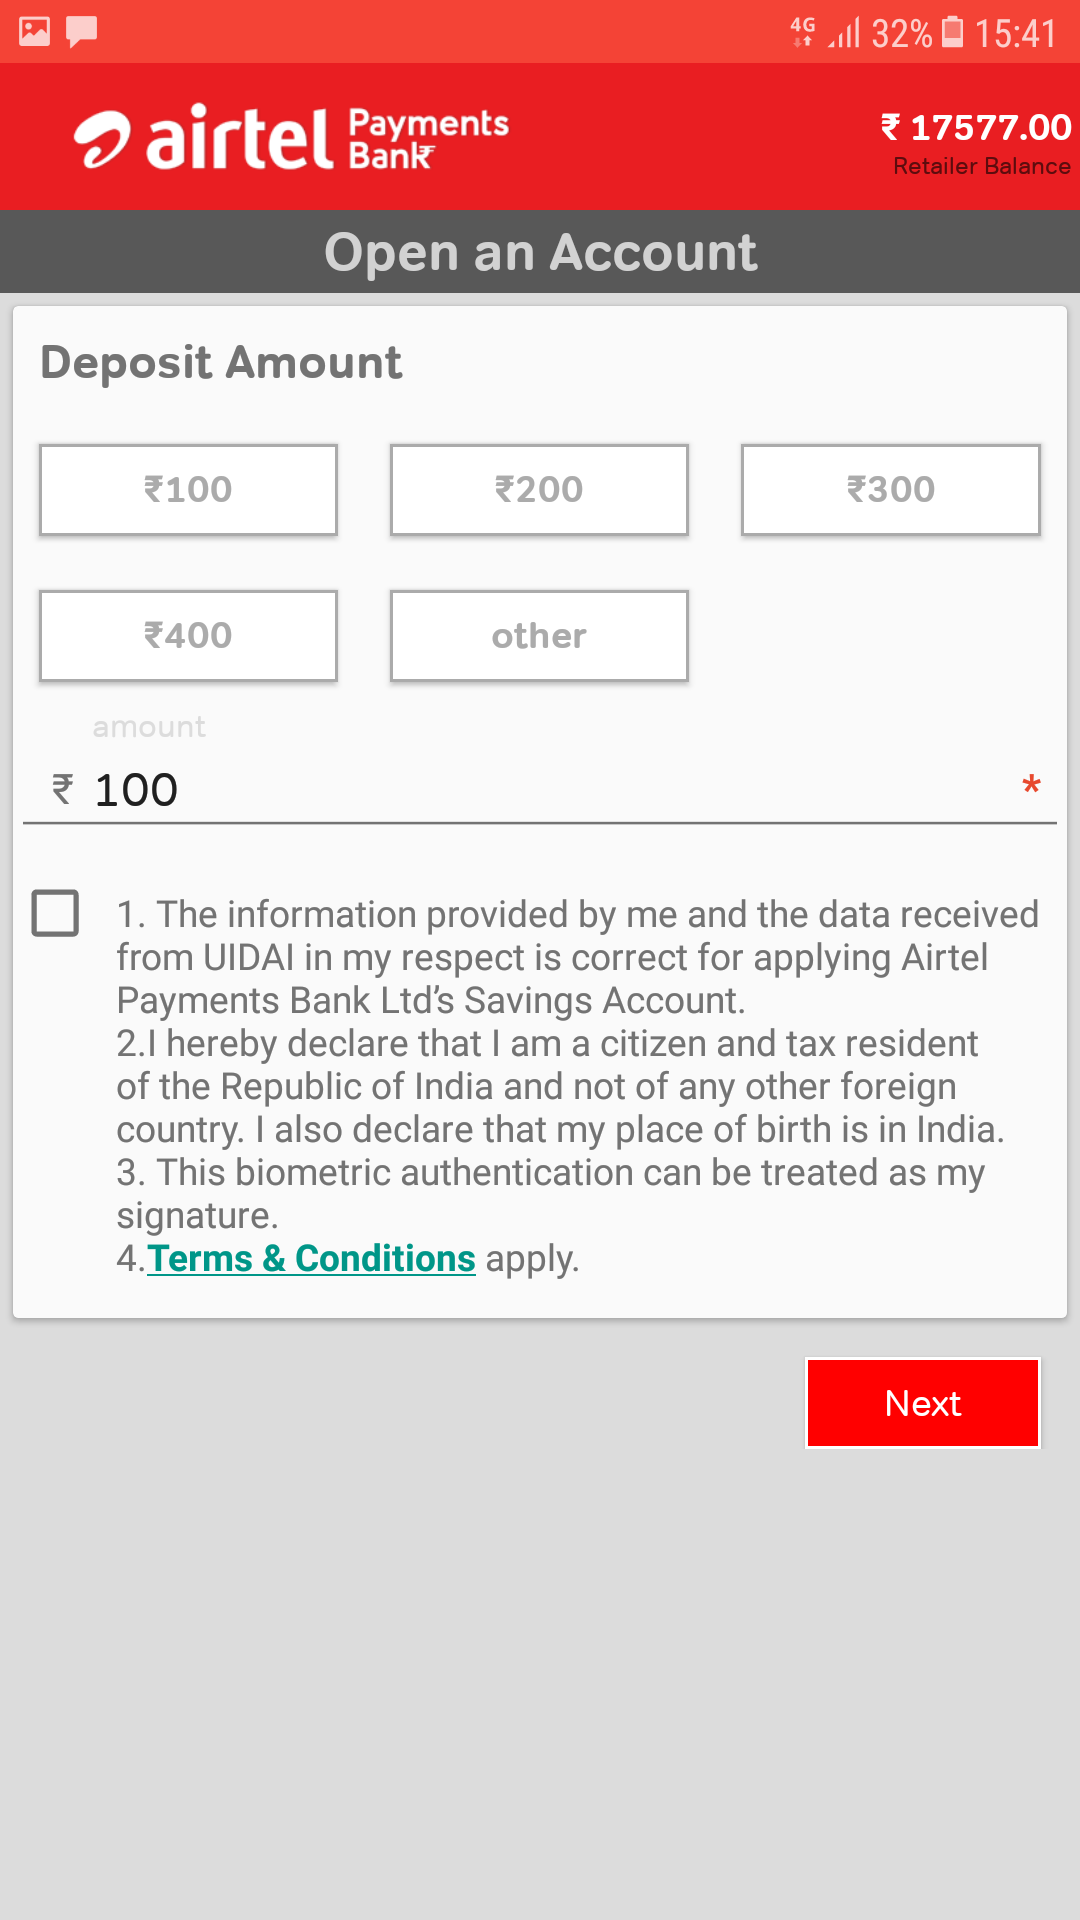 4G 32% 15:41
airtel Payments Bank
₹ 17577.00
Retailer Balance
Open an Account
Deposit Amount
₹100 ₹200 ₹300
₹400 other
amount
₹ 100 *
1. The information provided by me and the data received
from UIDAI in my respect is correct for applying Airtel
Payments Bank Ltd's Savings Account.
2.I hereby declare that I am a citizen and tax resident
of the Republic of India and not of any other foreign
country. I also declare that my place of birth is in India.
3. This biometric authentication can be treated as my
signature.
4.Terms & Conditions apply.
Next